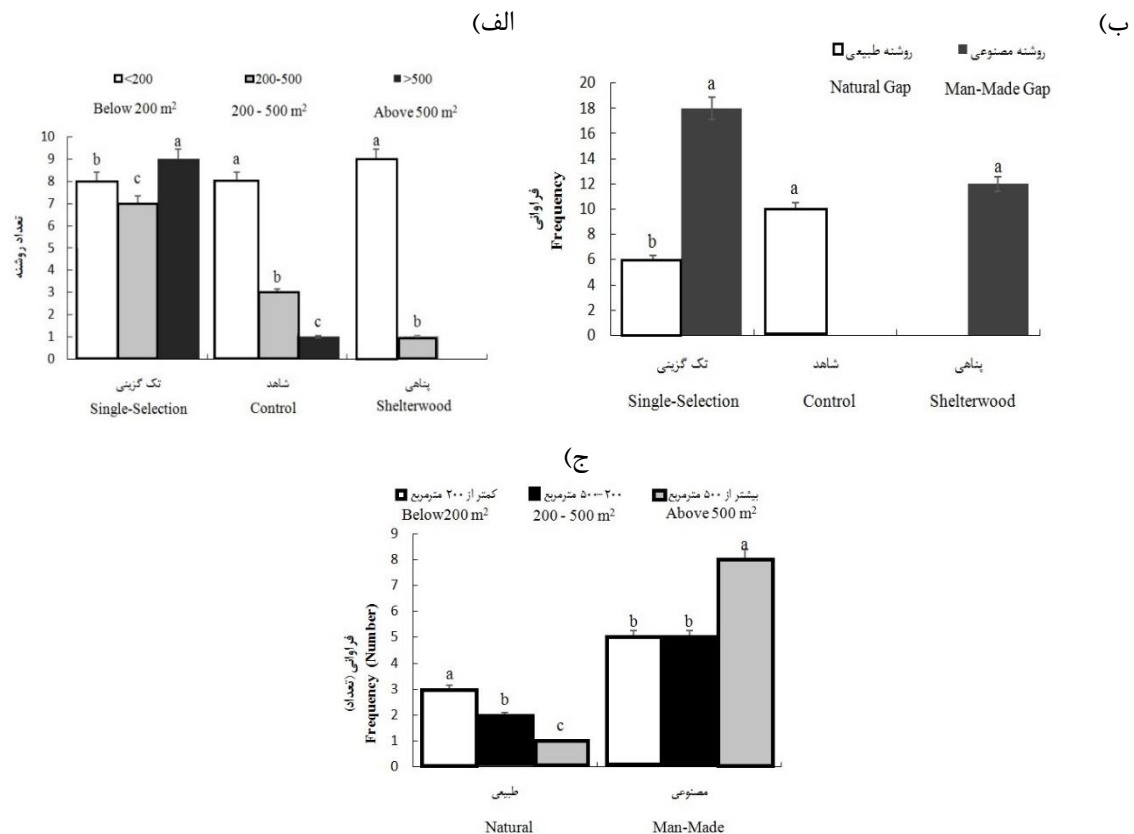 الف)
<200 200-500 >500
Below 200 m² 200 - 500 m² Above 500 m²
تعداد روشنه
10
9
8
7
6
5
4
3
2
1
0
b c a a b c a b
تک گزینی شاهد پناهی
Single-Selection Control Shelterwood
ب)
روشنه طبیعی روشنه مصنوعی
Natural Gap Man-Made Gap
فراوانی
Frequency
20
18
16
14
12
10
8
6
4
2
0
b a a a
تک گزینی شاهد پناهی
Single-Selection Control Shelterwood
ج)
کمتر از ۲۰۰ مترمربع ۲۰۰-۵۰۰ مترمربع بیشتر از ۵۰۰ مترمربع
Below200 m² 200 - 500 m² Above 500 m²
فراوانی (تعداد)
Frequency (Number)
9
8
7
6
5
4
3
2
1
0
a b c b b a
طبیعی مصنوعی
Natural Man-Made